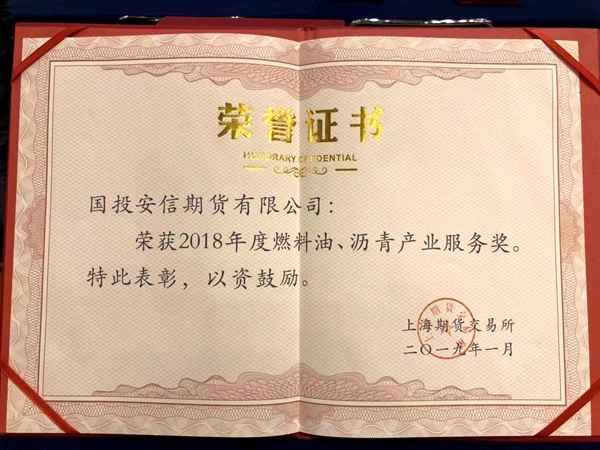 荣誉证书
HONORARY CREDENTIAL
国投安信期货有限公司：
荣获2018年度燃料油、沥青产业服务奖。
特此表彰，以资鼓励。
上海期货交易所
二〇一九年一月